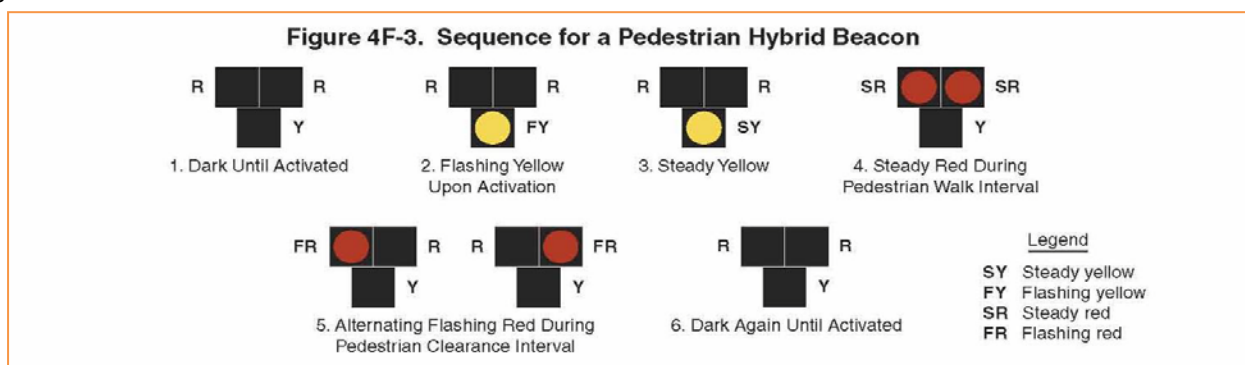 Figure 4F-3. Sequence for a Pedestrian Hybrid Beacon
R R Y
1. Dark Until Activated
R R FY
2. Flashing Yellow
Upon Activation
R R SY
3. Steady Yellow
SR SR Y
4. Steady Red During
Pedestrian Walk Interval
FR R Y
R FR Y
5. Alternating Flashing Red During
Pedestrian Clearance Interval
R R Y
6. Dark Again Until Activated
Legend
SY Steady yellow
FY Flashing yellow
SR Steady red
FR Flashing red